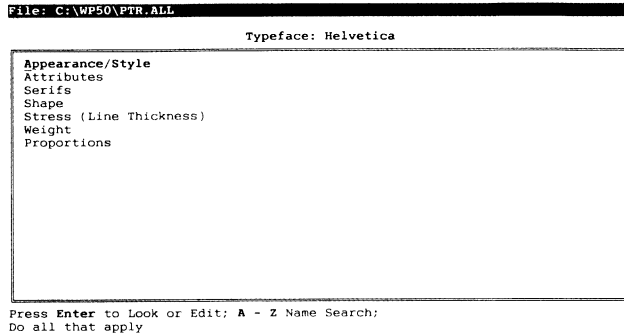 File: C:\WP50\PTR.ALL
Typeface: Helvetica
Appearance/Style
Attributes
Serifs
Shape
Stress (Line Thickness)
Weight
Proportions
Press Enter to Look or Edit; A - Z Name Search;
Do all that apply